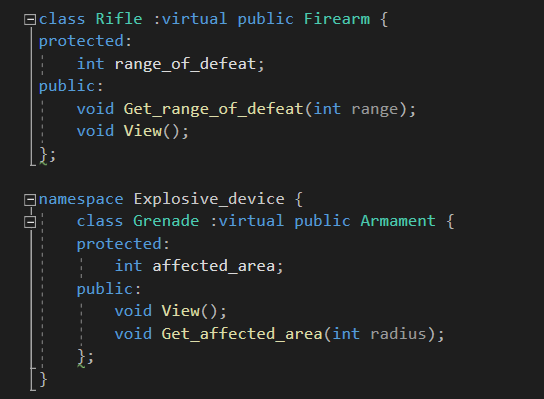 class Rifle :virtual public Firearm {
protected:
    int range_of_defeat;
public:
    void Get_range_of_defeat(int range);
    void View();
};

namespace Explosive_device {
    class Grenade :virtual public Armament {
    protected:
        int affected_area;
    public:
        void View();
        void Get_affected_area(int radius);
    };
}